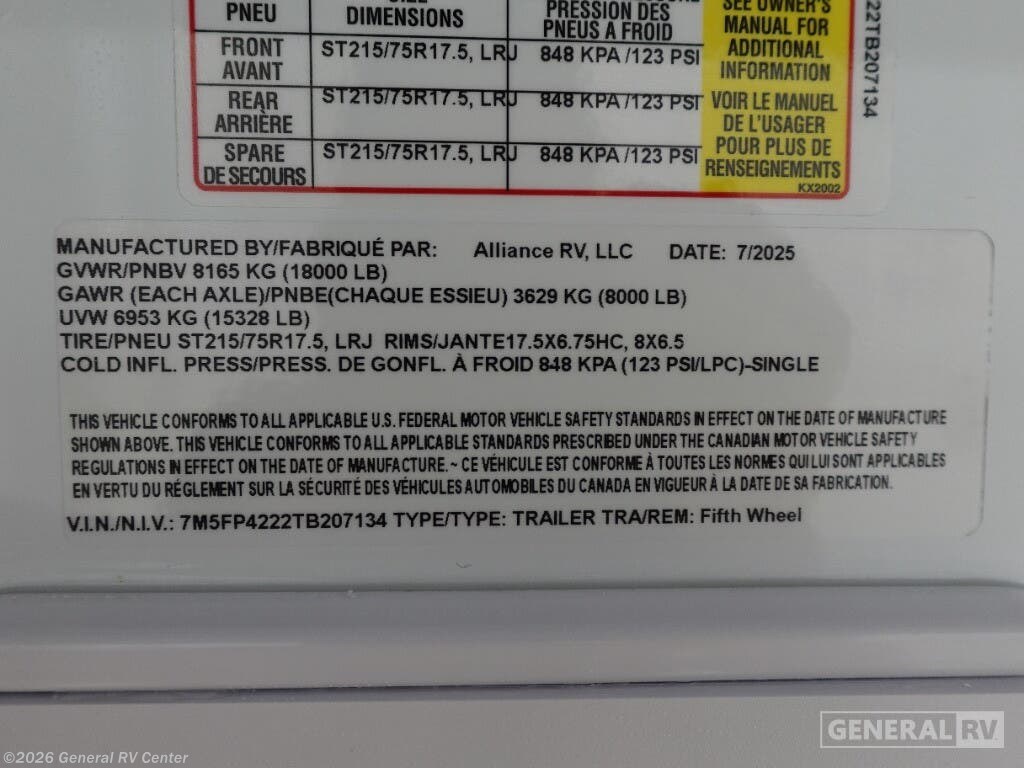 PNEU
DIMENSIONS
PRESSION DES
PNEUS A FROID
SEE OWNER'S
MANUAL FOR
ADDITIONAL
INFORMATION
FRONT
AVANT
ST215/75R17.5, LRJ
848 KPA /123 PSI
REAR
ARRIÈRE
ST215/75R17.5, LRJ
848 KPA /123 PSI
VOIR LE MANUEL
DE L'USAGER
POUR PLUS DE
RENSEIGNEMENTS
SPARE
DE SECOURS
ST215/75R17.5, LRJ
848 KPA /123 PSI
KX2002
22TB207134
MANUFACTURED BY/FABRIQUÉ PAR: Alliance RV, LLC DATE: 7/2025
GVWR/PNBV 8165 KG (18000 LB)
GAWR (EACH AXLE)/PNBE(CHAQUE ESSIEU) 3629 KG (8000 LB)
UVW 6953 KG (15328 LB)
TIRE/PNEU ST215/75R17.5, LRJ RIMS/JANTE17.5X6.75HC, 8X6.5
COLD INFL. PRESS/PRESS. DE GONFL. À FROID 848 KPA (123 PSI/LPC)-SINGLE
THIS VEHICLE CONFORMS TO ALL APPLICABLE U.S. FEDERAL MOTOR VEHICLE SAFETY STANDARDS IN EFFECT ON THE DATE OF MANUFACTURE
SHOWN ABOVE. THIS VEHICLE CONFORMS TO ALL APPLICABLE STANDARDS PRESCRIBED UNDER THE CANADIAN MOTOR VEHICLE SAFETY
REGULATIONS IN EFFECT ON THE DATE OF MANUFACTURE. ~ CE VÉHICULE EST CONFORME À TOUTES LES NORMES QUI LUI SONT APPLICABLES
EN VERTU DU RÉGLEMENT SUR LA SÉCURITÉ DES VÉHICULES AUTOMOBILES DU CANADA EN VIGUEUR À LA DATE DE SA FABRICATION.
V.I.N./N.I.V.: 7M5FP4222TB207134 TYPE/TYPE: TRAILER TRA/REM: Fifth Wheel
GENERAL RV
©2026 General RV Center